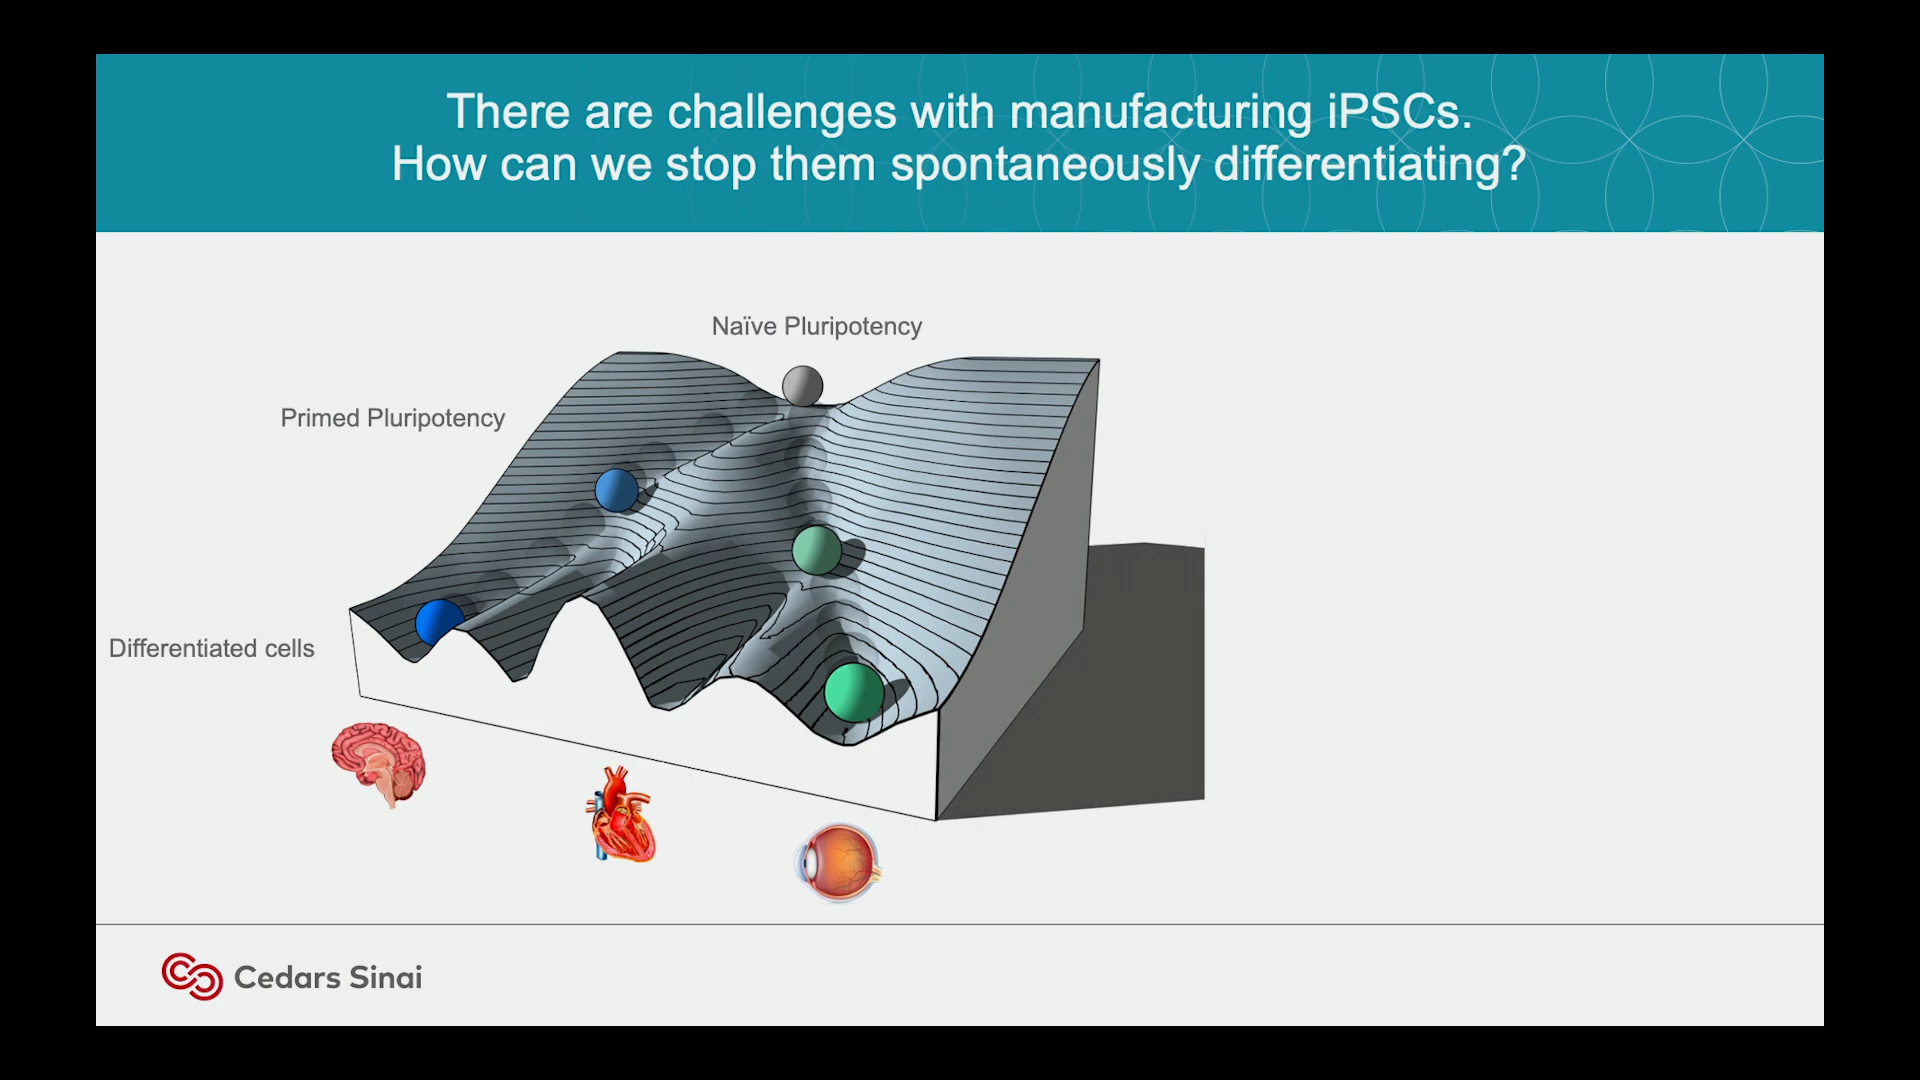 There are challenges with manufacturing iPSCs.
How can we stop them spontaneously differentiating?
Naïve Pluripotency
Primed Pluripotency
Differentiated cells
Cedars Sinai